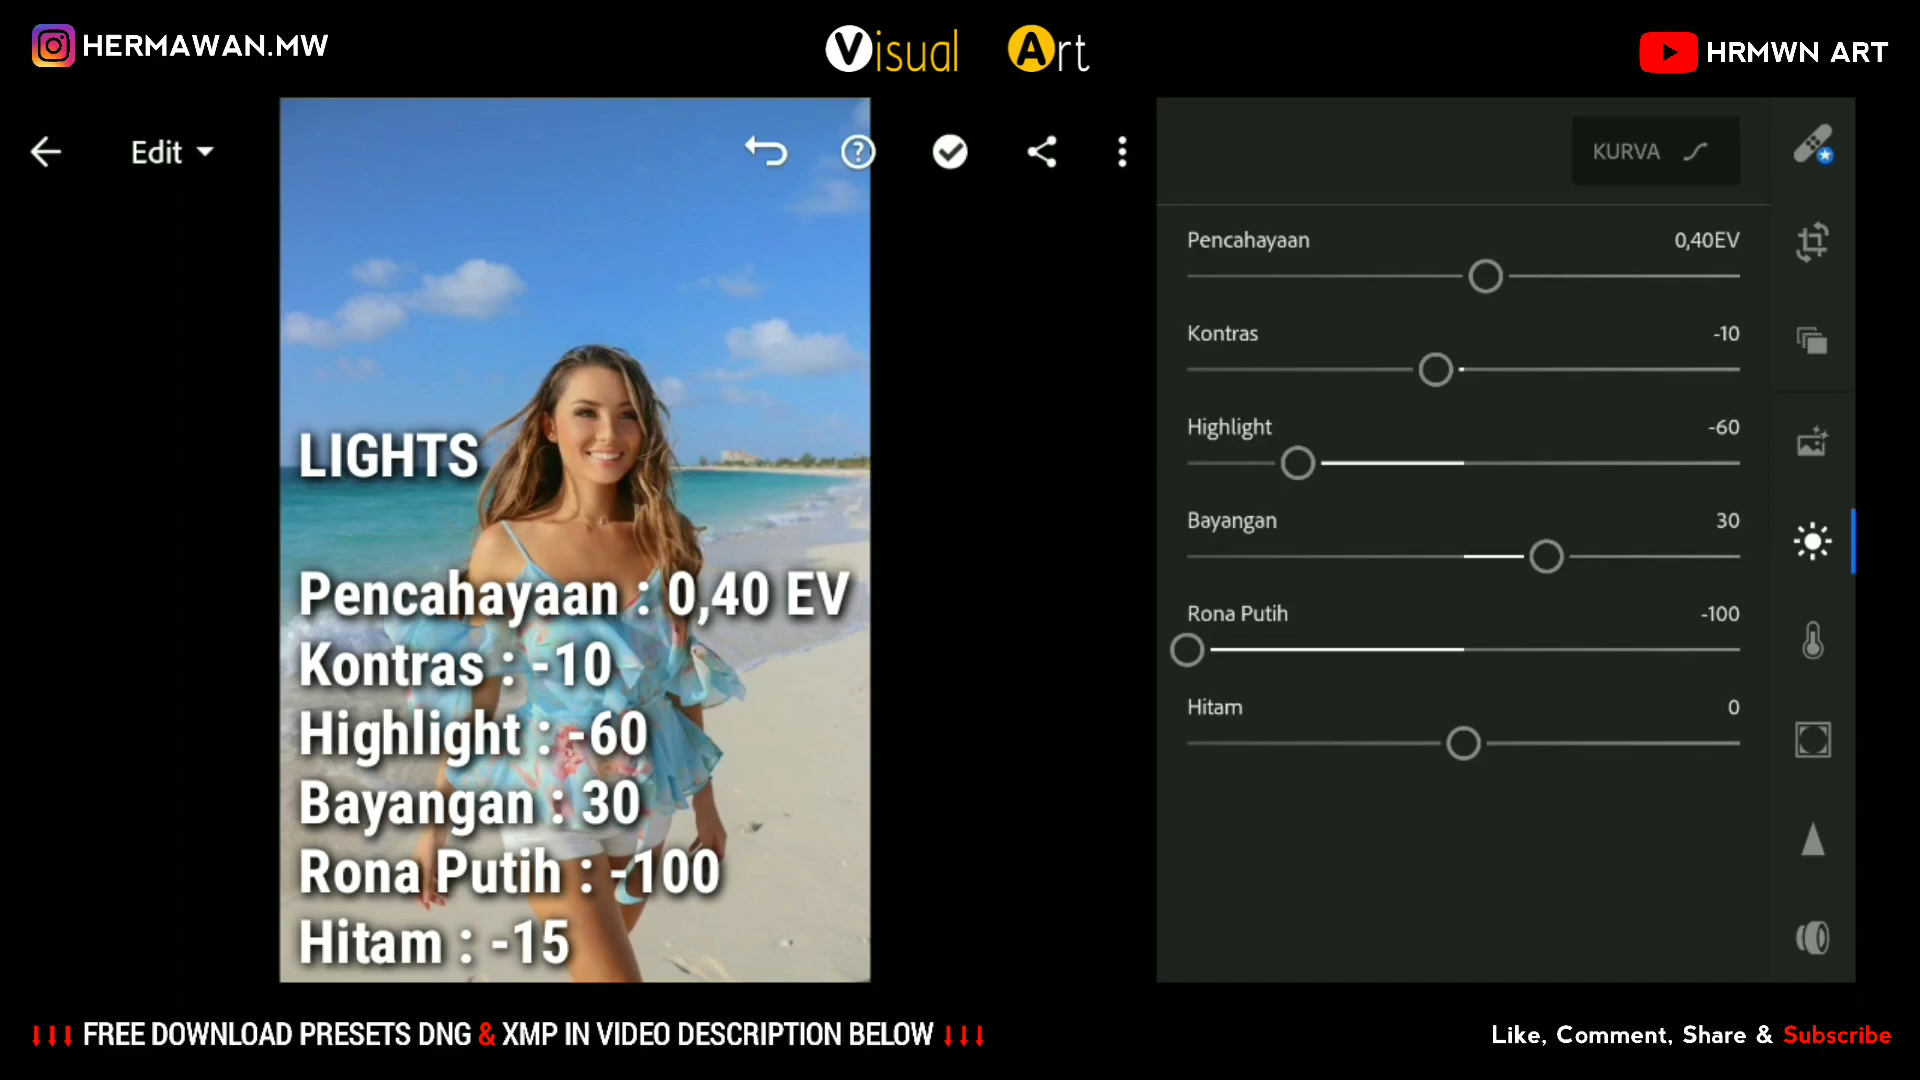 HERMAWAN.MW
Visual Art
HRMWN ART
Edit
KURVA
Pencahayaan 0,40EV
Kontras -10
Highlight -60
Bayangan 30
Rona Putih -100
Hitam 0
LIGHTS
Pencahayaan : 0,40 EV
Kontras : -10
Highlight : -60
Bayangan : 30
Rona Putih : -100
Hitam : -15
↓↓↓ FREE DOWNLOAD PRESETS DNG & XMP IN VIDEO DESCRIPTION BELOW ↓↓↓
Like, Comment, Share & Subscribe